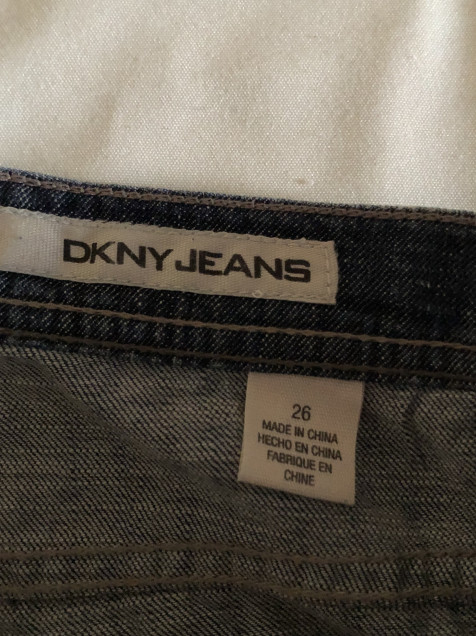 DKNY JEANS
26
MADE IN CHINA
HECHO EN CHINA
FABRIQUE EN
CHINE